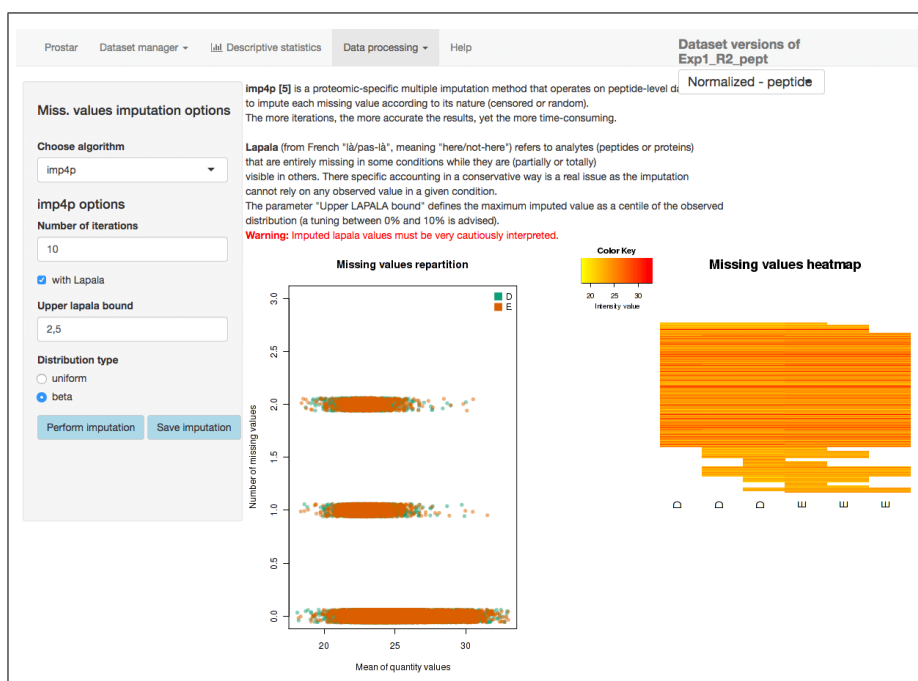 Prostar Dataset manager Descriptive statistics Data processing Help
Dataset versions of
Exp1_R2_pept
Normalized - peptide
Miss. values imputation options
Choose algorithm
imp4p
imp4p options
Number of iterations
10
with Lapala
Upper lapala bound
2,5
Distribution type
uniform
beta
Perform imputation Save imputation
imp4p [5] is a proteomic-specific multiple imputation method that operates on peptide-level
to impute each missing value according to its nature (censored or random).
The more iterations, the more accurate the results, yet the more time-consuming.
Lapala (from French "là/pas-là", meaning "here/not-here") refers to analytes (peptides or proteins)
that are entirely missing in some conditions while they are (partially or totally)
visible in others. There specific accounting in a conservative way is a real issue as the imputation
cannot rely on any observed value in a given condition.
The parameter "Upper LAPALA bound" defines the maximum imputed value as a centile of the observed
distribution (a tuning between 0% and 10% is advised).
Warning: Imputed lapala values must be very cautiously interpreted.
Missing values repartition
D
E
3.0
2.5
2.0
1.5
1.0
0.5
0.0
Number of missing values
20 25 30
Mean of quantity values
Color Key
20 25 30
Intensity value
Missing values heatmap
D D D E E E